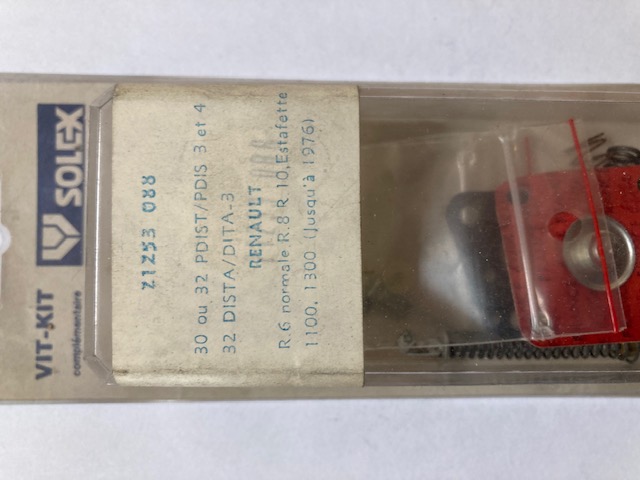 SOLEX
VIT-KIT
complémentaire
Z1253 088
30 ou 32 PDIST/PDIS 3 et 4
32 DISTA/DITA-3
RENAULT
R.6 normale R.8 R 10, Estafette
1100, 1300 (Jusqu'à 1976)